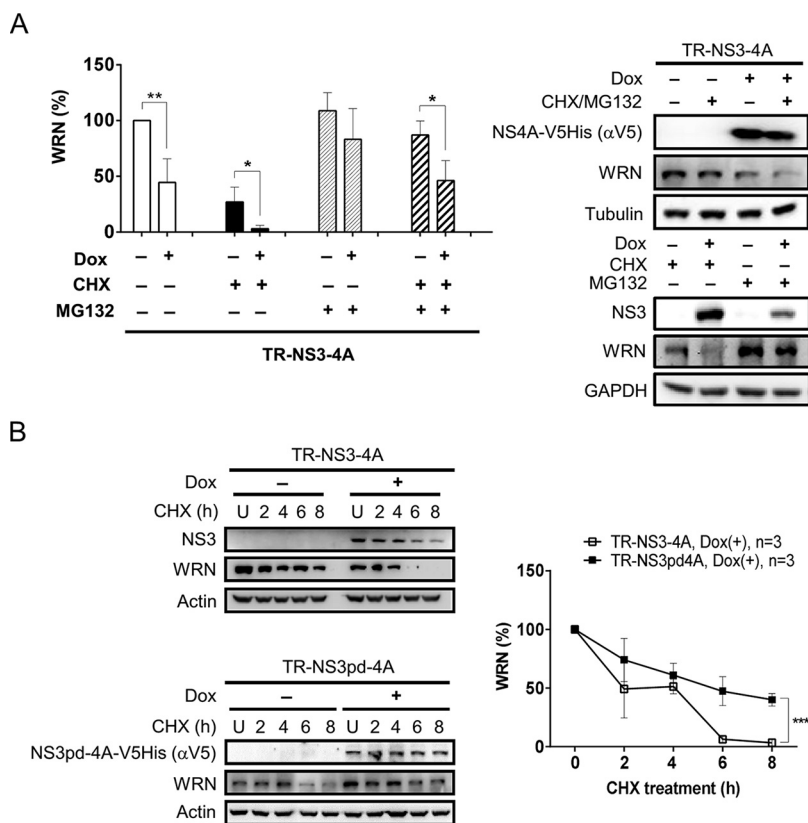 A
WRN (%)
150
100
50
0
**
*
*
Dox – + – + – + – +
CHX – – + + – – + +
MG132 – – – – + + + +
TR-NS3-4A
TR-NS3-4A
Dox – – + +
CHX/MG132 – + – +
NS4A-V5His (αV5)
WRN
Tubulin
Dox – + – +
CHX + + – –
MG132 – – + +
NS3
WRN
GAPDH
B
TR-NS3-4A
Dox – +
CHX (h) U 2 4 6 8 U 2 4 6 8
NS3
WRN
Actin
TR-NS3pd-4A
Dox – +
CHX (h) U 2 4 6 8 U 2 4 6 8
NS3pd-4A-V5His (αV5)
WRN
Actin
TR-NS3-4A, Dox(+), n=3
TR-NS3pd4A, Dox(+), n=3
WRN (%)
150
100
50
0
***
0 2 4 6 8
CHX treatment (h)